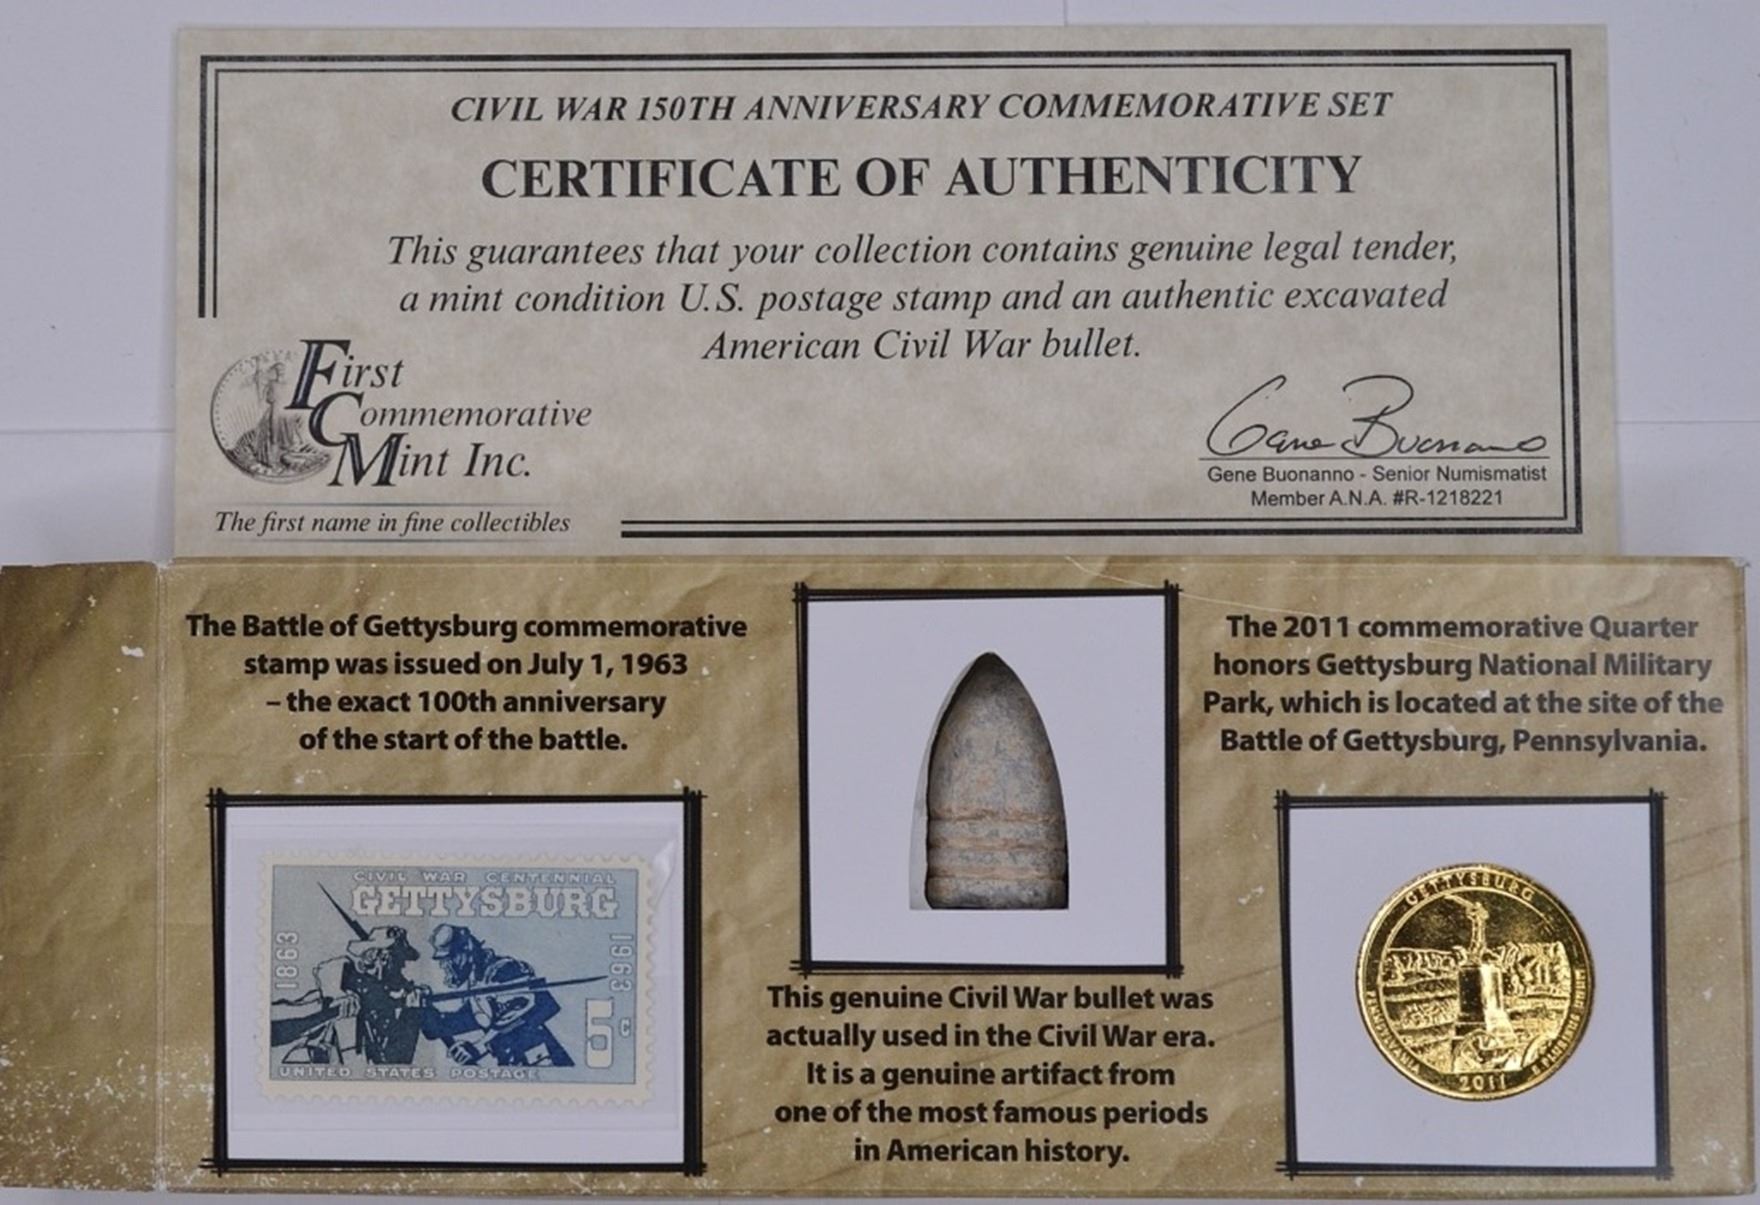 CIVIL WAR 150TH ANNIVERSARY COMMEMORATIVE SET
CERTIFICATE OF AUTHENTICITY
This guarantees that your collection contains genuine legal tender,
a mint condition U.S. postage stamp and an authentic excavated
American Civil War bullet.
First
Commemorative
Mint Inc.
The first name in fine collectibles
Gene Buonanno
Gene Buonanno - Senior Numismatist
Member A.N.A. #R-1218221
The Battle of Gettysburg commemorative
stamp was issued on July 1, 1963
– the exact 100th anniversary
of the start of the battle.
CIVIL WAR CENTENNIAL
GETTYSBURG
1863
1963
5c
UNITED STATES POSTAGE
This genuine Civil War bullet was
actually used in the Civil War era.
It is a genuine artifact from
one of the most famous periods
in American history.
The 2011 commemorative Quarter
honors Gettysburg National Military
Park, which is located at the site of the
Battle of Gettysburg, Pennsylvania.
GETTYSBURG
PENNSYLVANIA
2011
E PLURIBUS UNUM